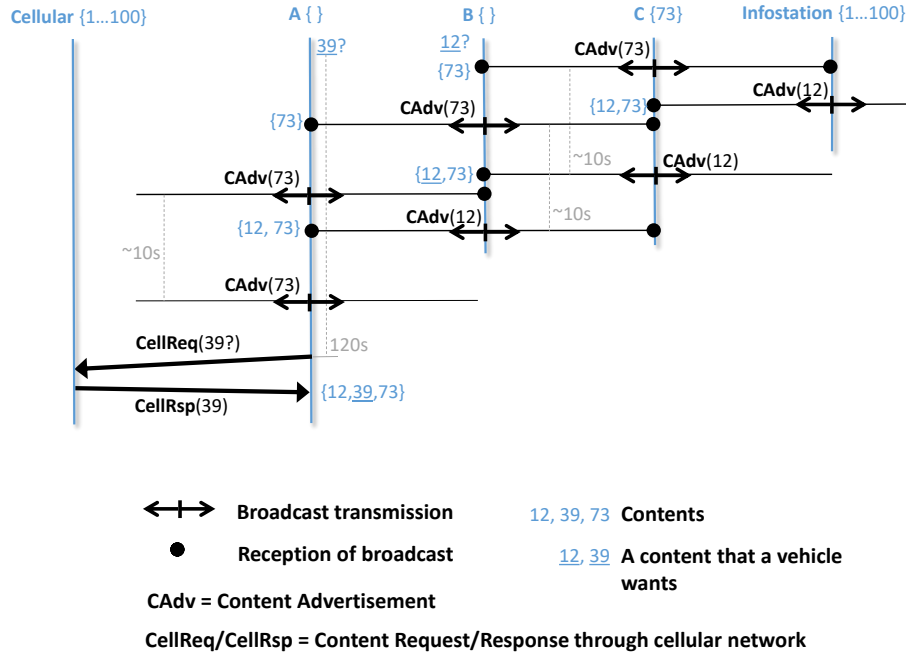 Cellular {1...100} A { } B { } C {73} Infostation {1...100}
39? 12? CAdv(73)
{73}
CAdv(12)
{73} CAdv(73) {12,73}
~10s CAdv(12)
CAdv(73) {12,73}
~10s
{12, 73} CAdv(12)
~10s
CAdv(73)
CellReq(39?) 120s
{12,39,73}
CellRsp(39)
Broadcast transmission 12, 39, 73 Contents
Reception of broadcast 12, 39 A content that a vehicle
wants
CAdv = Content Advertisement
CellReq/CellRsp = Content Request/Response through cellular network